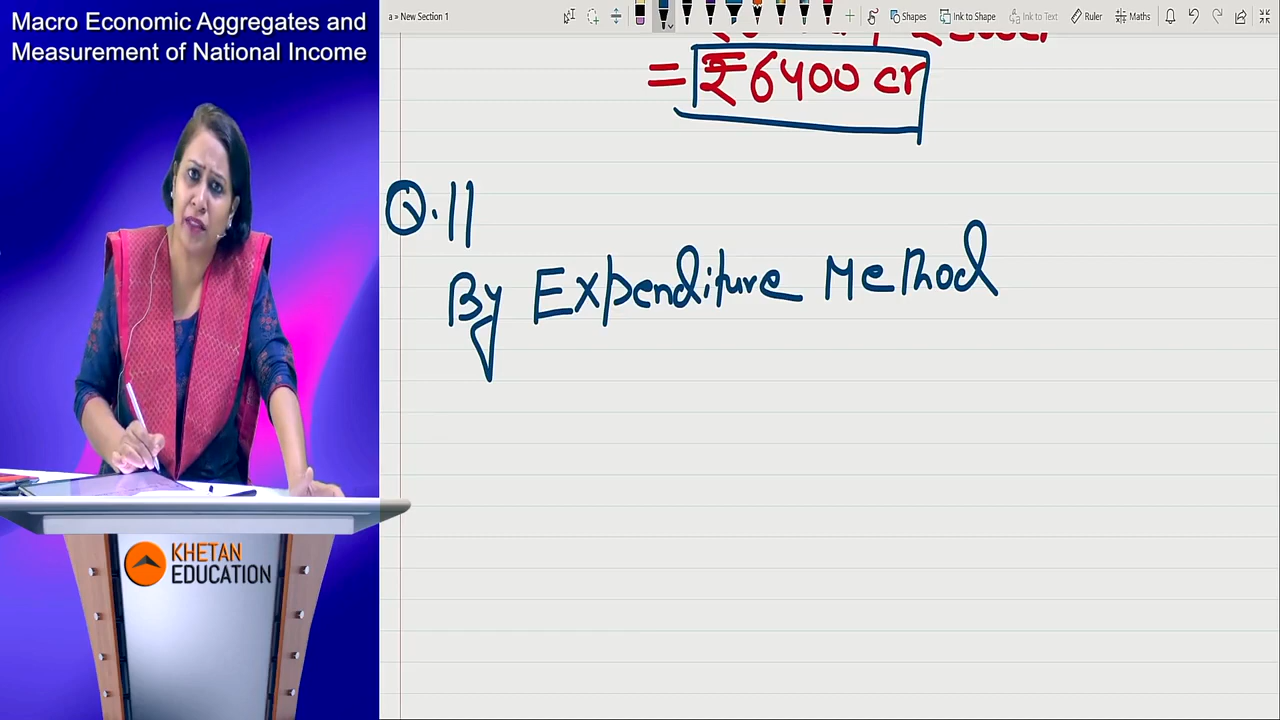 Macro Economic Aggregates and
Measurement of National Income
a » New Section 1
Shapes
Ink to Shape
Ink to Text
Ruler
Maths
= ₹6400 cr
Q.11
By Expenditure Method
KHETAN
EDUCATION